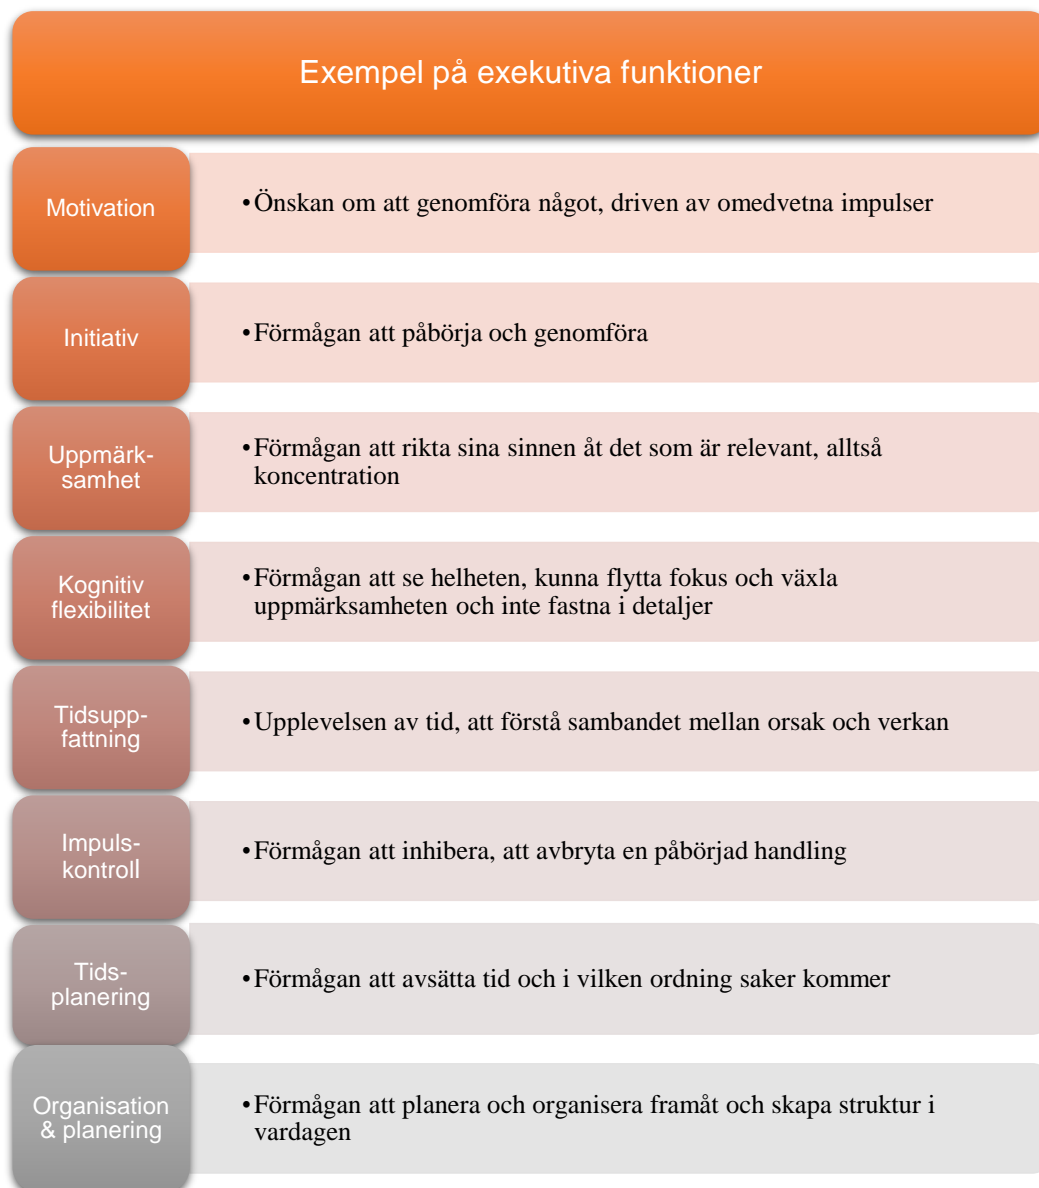 Exempel på exekutiva funktioner
Motivation
•Önskan om att genomföra något, driven av omedvetna impulser
Initiativ
•Förmågan att påbörja och genomföra
Uppmärk-
samhet
•Förmågan att rikta sina sinnen åt det som är relevant, alltså
koncentration
Kognitiv
flexibilitet
•Förmågan att se helheten, kunna flytta fokus och växla
uppmärksamheten och inte fastna i detaljer
Tidsupp-
fattning
•Upplevelsen av tid, att förstå sambandet mellan orsak och verkan
Impuls-
kontroll
•Förmågan att inhibera, att avbryta en påbörjad handling
Tids-
planering
•Förmågan att avsätta tid och i vilken ordning saker kommer
Organisation
& planering
•Förmågan att planera och organisera framåt och skapa struktur i
vardagen